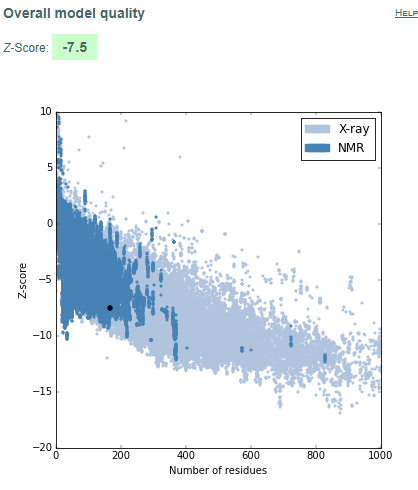 Overall model quality
HELP
Z-Score: -7.5
X-ray
NMR
10
5
0
−5
−10
−15
−20
Z-score
0 200 400 600 800 1000
Number of residues